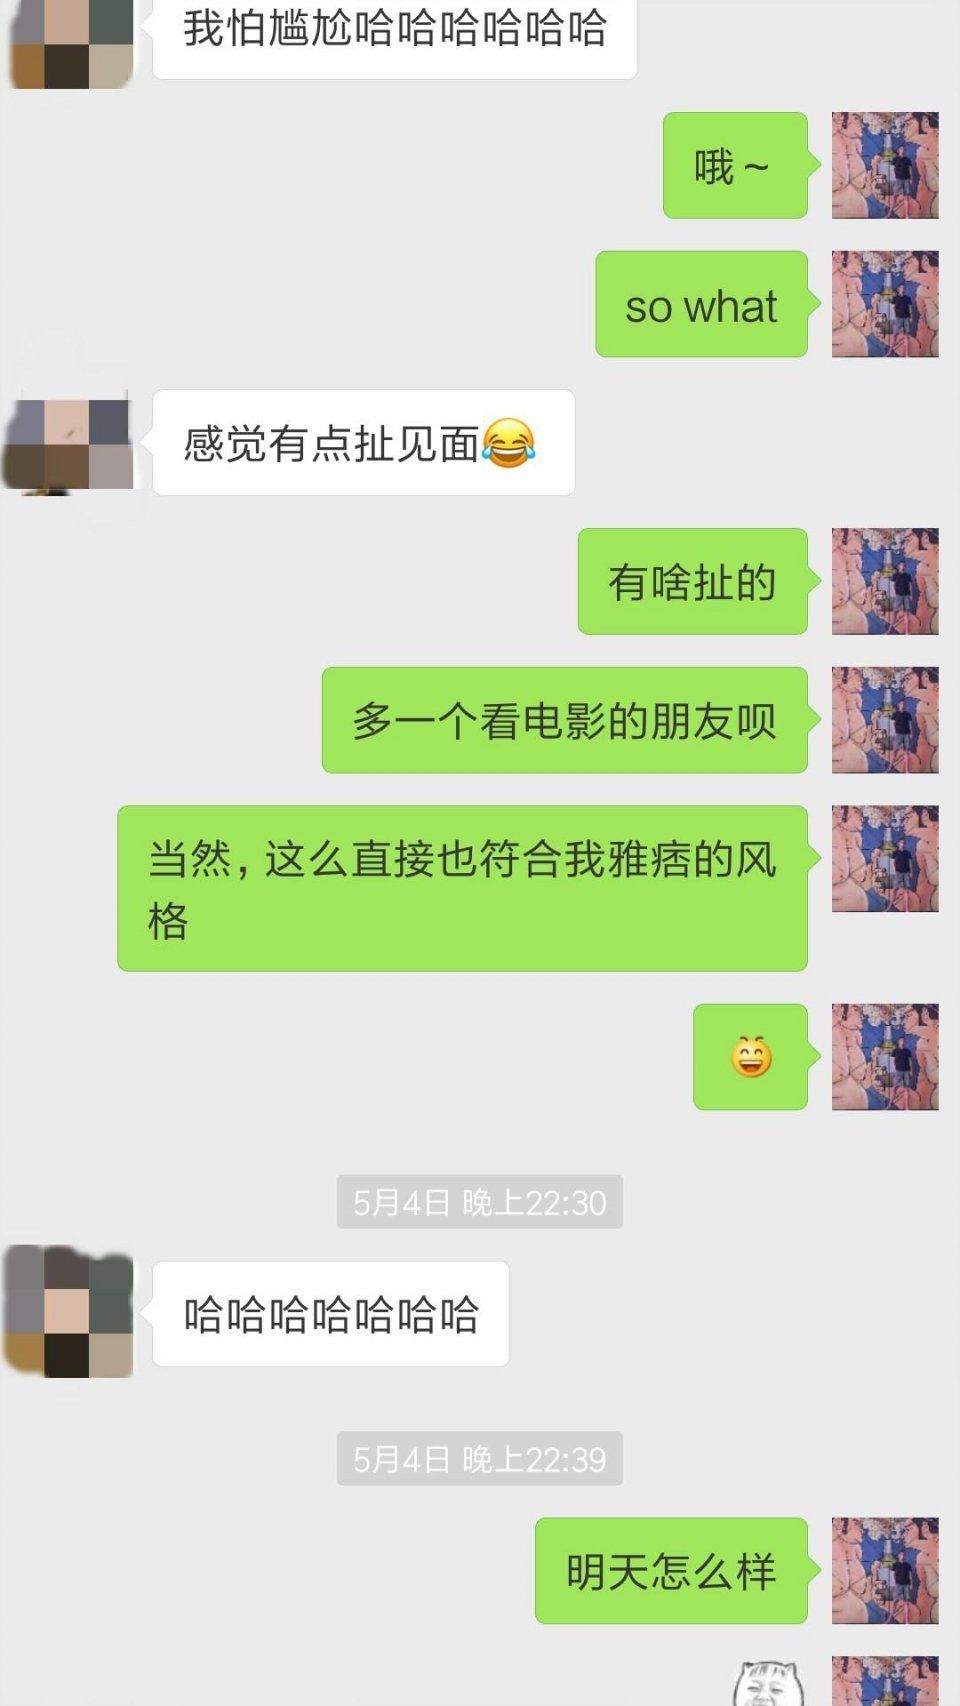 我怕尴尬哈哈哈哈哈哈
哦~
so what
感觉有点扯见面😂
有啥扯的
多一个看电影的朋友呗
当然,这么直接也符合我雅痞的风
格
😄
5月4日 晚上22:30
哈哈哈哈哈哈哈
5月4日 晚上22:39
明天怎么样